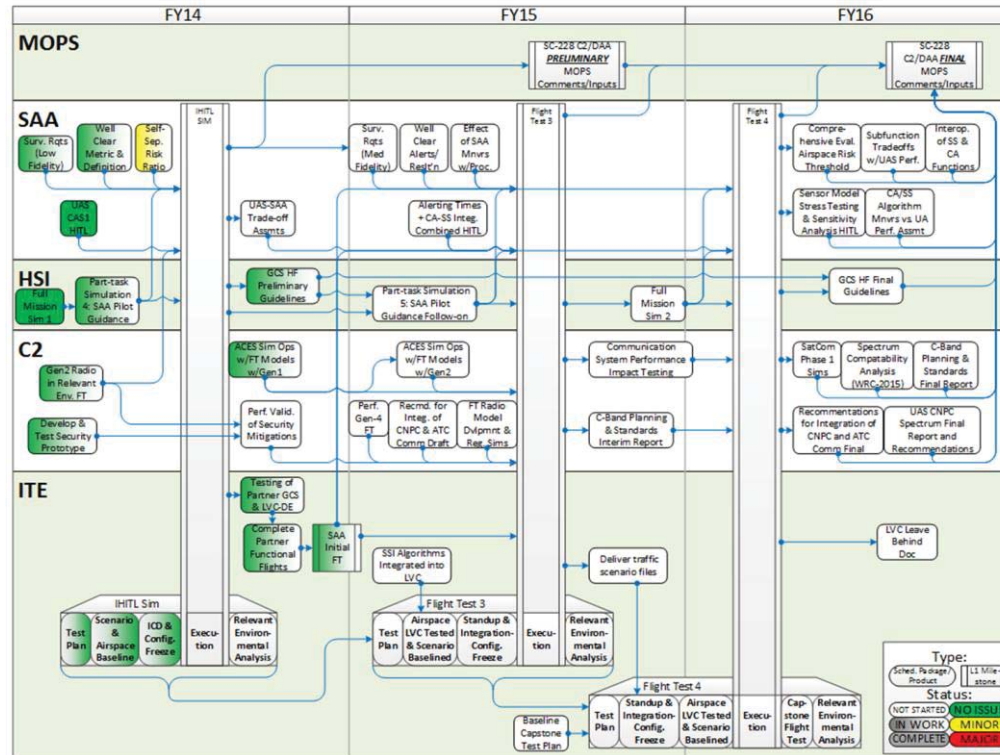 FY14
FY15
FY16
MOPS
SC-228 C2/DAA
PRELIMINARY
MOPS
Comments/Inputs
SC-228
C2/DAA FINAL
MOPS
Comments/Inputs
SAA
IHITL
SIM
Flight
Test 3
Flight
Test 4
Surv. Rqts
(Low
Fidelity)
Well
Clear
Metric &
Definition
Self-
Sep.
Risk
Ratio
Surv.
Rqts
(Med
Fidelity)
Well
Clear
Alerts/
Reslt'n
Effect
of SAA
Mnvrs
w/Proc.
Compre-
hensive Eval.
Airspace Risk
Threshold
Subfunction
Tradeoffs
w/UAS Perf.
Interop.
of SS &
CA
Functions
UAS
CAS1
HITL
UAS-SAA
Trade-off
Assmts
Alerting Times
+ CA-SS Integ.
Combined HITL
Sensor Model
Stress Testing
& Sensitivity
Analysis HITL
CA/SS
Algorithm
Mnvrs vs. UA
Perf. Assmt
HSI
Full
Mission
Sim 1
Part-task
Simulation
4: SAA Pilot
Guidance
GCS HF
Preliminary
Guidelines
Part-task Simulation
5: SAA Pilot
Guidance Follow-on
Full
Mission
Sim 2
GCS HF Final
Guidelines
C2
Gen2 Radio
in Relevant
Env. FT
ACES Sim Ops
w/FT Models
w/Gen1
ACES Sim Ops
w/FT Models
w/Gen2
Communication
System Performance
Impact Testing
SatCom
Phase 1
Sims
Spectrum
Compatability
Analysis
(WRC-2015)
C-Band
Planning &
Standards
Final Report
Develop &
Test Security
Prototype
Perf. Valid.
of Security
Mitigations
Perf.
Gen-4
FT
Recmd. for
Integ. of
CNPC & ATC
Comm Draft
FT Radio
Model
Dvlpmnt &
Reg. Sims
C-Band Planning
& Standards
Interim Report
Recommentations
for Integration of
CNPC and ATC
Comm Final
UAS CNPC
Spectrum Final
Report and
Recommendations
ITE
Testing of
Partner GCS
& LVC-DE
Complete
Partner
Functional
Flights
SAA
Initial
FT
SSI Algorithms
Integrated into
LVC
Deliver traffic
scenario files
LVC Leave
Behind
Doc
IHITL Sim
Test
Plan
Scenario
&
Airspace
Baseline
ICD &
Config.
Freeze
Execu-
tion
Relevant
Environ-
mental
Analysis
Flight Test 3
Test
Plan
Airspace
LVC Tested
& Scenario
Baselined
Standup &
Integration-
Config.
Freeze
Execu-
tion
Relevant
Environ-
mental
Analysis
Flight Test 4
Baseline
Capstone
Test Plan
Test
Plan
Standup &
Integration-
Config.
Freeze
Airspace
LVC Tested
& Scenario
Baselined
Execu-
tion
Cap-
stone
Flight
Test
Relevant
Environ-
mental
Analysis
Type:
Sched. Package/
Product
L1 Mile-
stone
Status:
NOT STARTED
NO ISSU
IN WORK
MINOR
COMPLETE
MAJOR